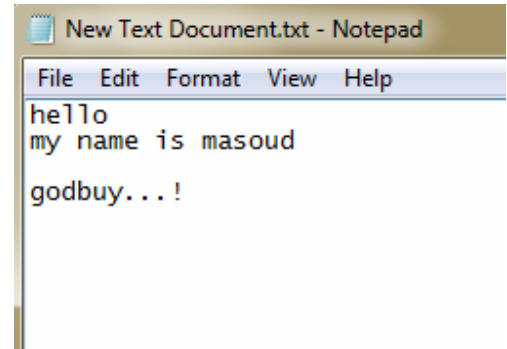 New Text Document.txt - Notepad
File Edit Format View Help
hello
my name is masoud
godbuy...!